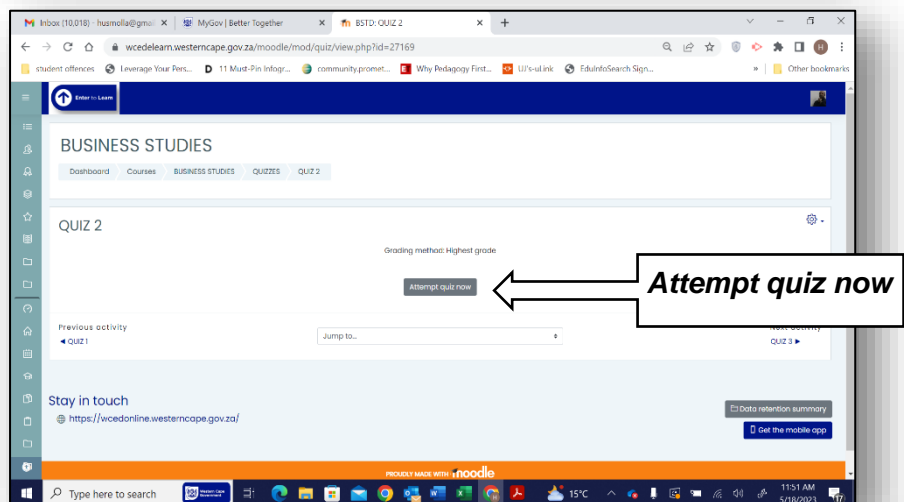 Inbox (10,018) - husmolla@gmai
MyGov | Better Together
BSTD: QUIZ 2
wcedelearn.westerncape.gov.za/moodle/mod/quiz/view.php?id=27169
student offences
Leverage Your Pers...
11 Must-Pin Infogr...
community.promet...
Why Pedagogy First...
UJ's-uLink
EduInfoSearch Sign...
Other bookmarks
Enter to Learn
BUSINESS STUDIES
Dashboard Courses BUSINESS STUDIES QUIZZES QUIZ 2
QUIZ 2
Grading method: Highest grade
Attempt quiz now
Attempt quiz now
Previous activity
◄ QUIZ 1
Jump to...
Next activity
QUIZ 3 ►
Stay in touch
https://wcedonline.westerncape.gov.za/
Data retention summary
Get the mobile app
PROUDLY MADE WITH moodle
Type here to search
15°C
11:51 AM
5/18/2023
17